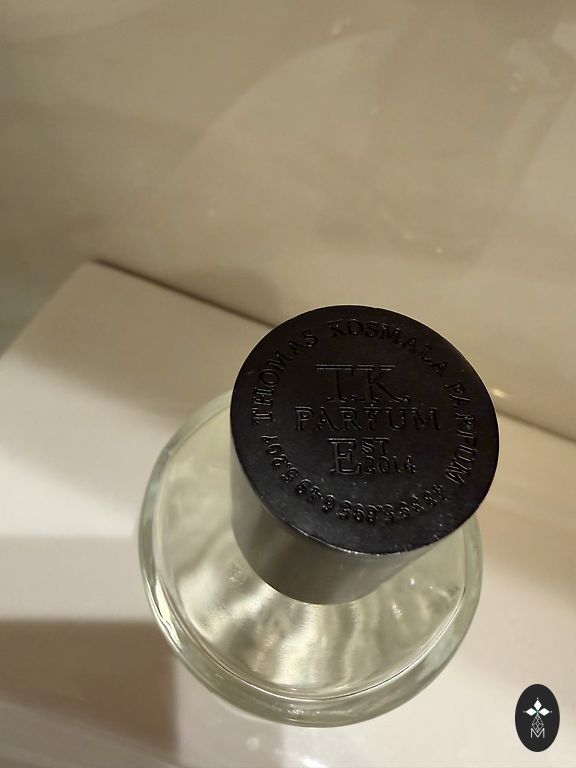 THOMAS KOSMALA PARFUM
T.K.
PARFUM
EST
2014
M